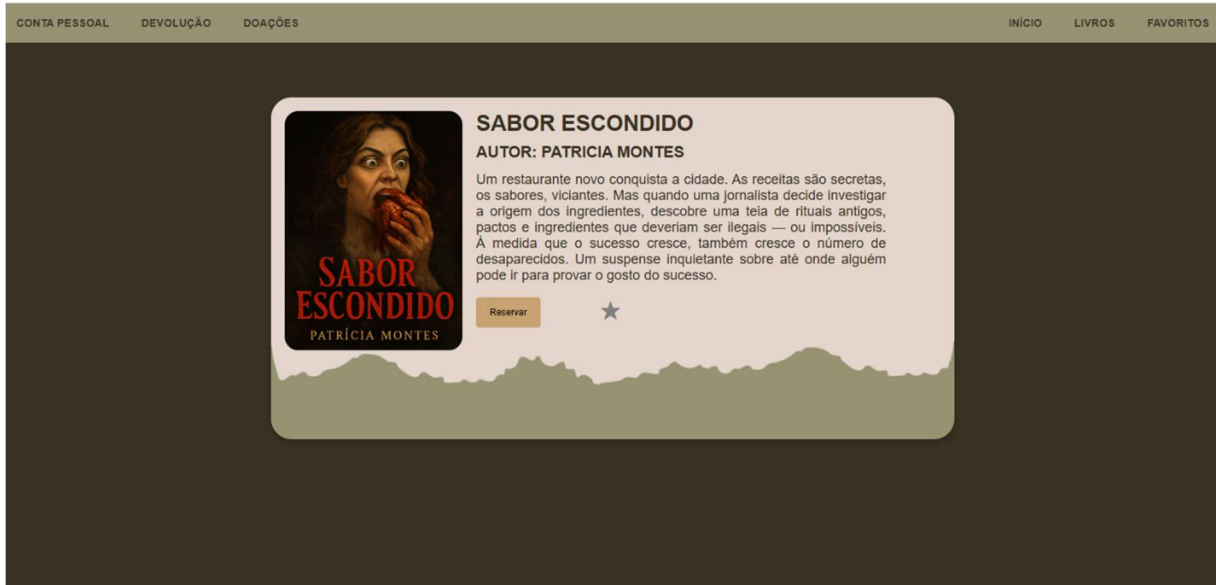 CONTA PESSOAL DEVOLUÇÃO DOAÇÕES INÍCIO LIVROS FAVORITOS
SABOR
ESCONDIDO
PATRÍCIA MONTES
SABOR ESCONDIDO
AUTOR: PATRICIA MONTES
Um restaurante novo conquista a cidade. As receitas são secretas,
os sabores, viciantes. Mas quando uma jornalista decide investigar
a origem dos ingredientes, descobre uma teia de rituais antigos,
pactos e ingredientes que deveriam ser ilegais — ou impossíveis.
À medida que o sucesso cresce, também cresce o número de
desaparecidos. Um suspense inquietante sobre até onde alguém
pode ir para provar o gosto do sucesso.
Reservar